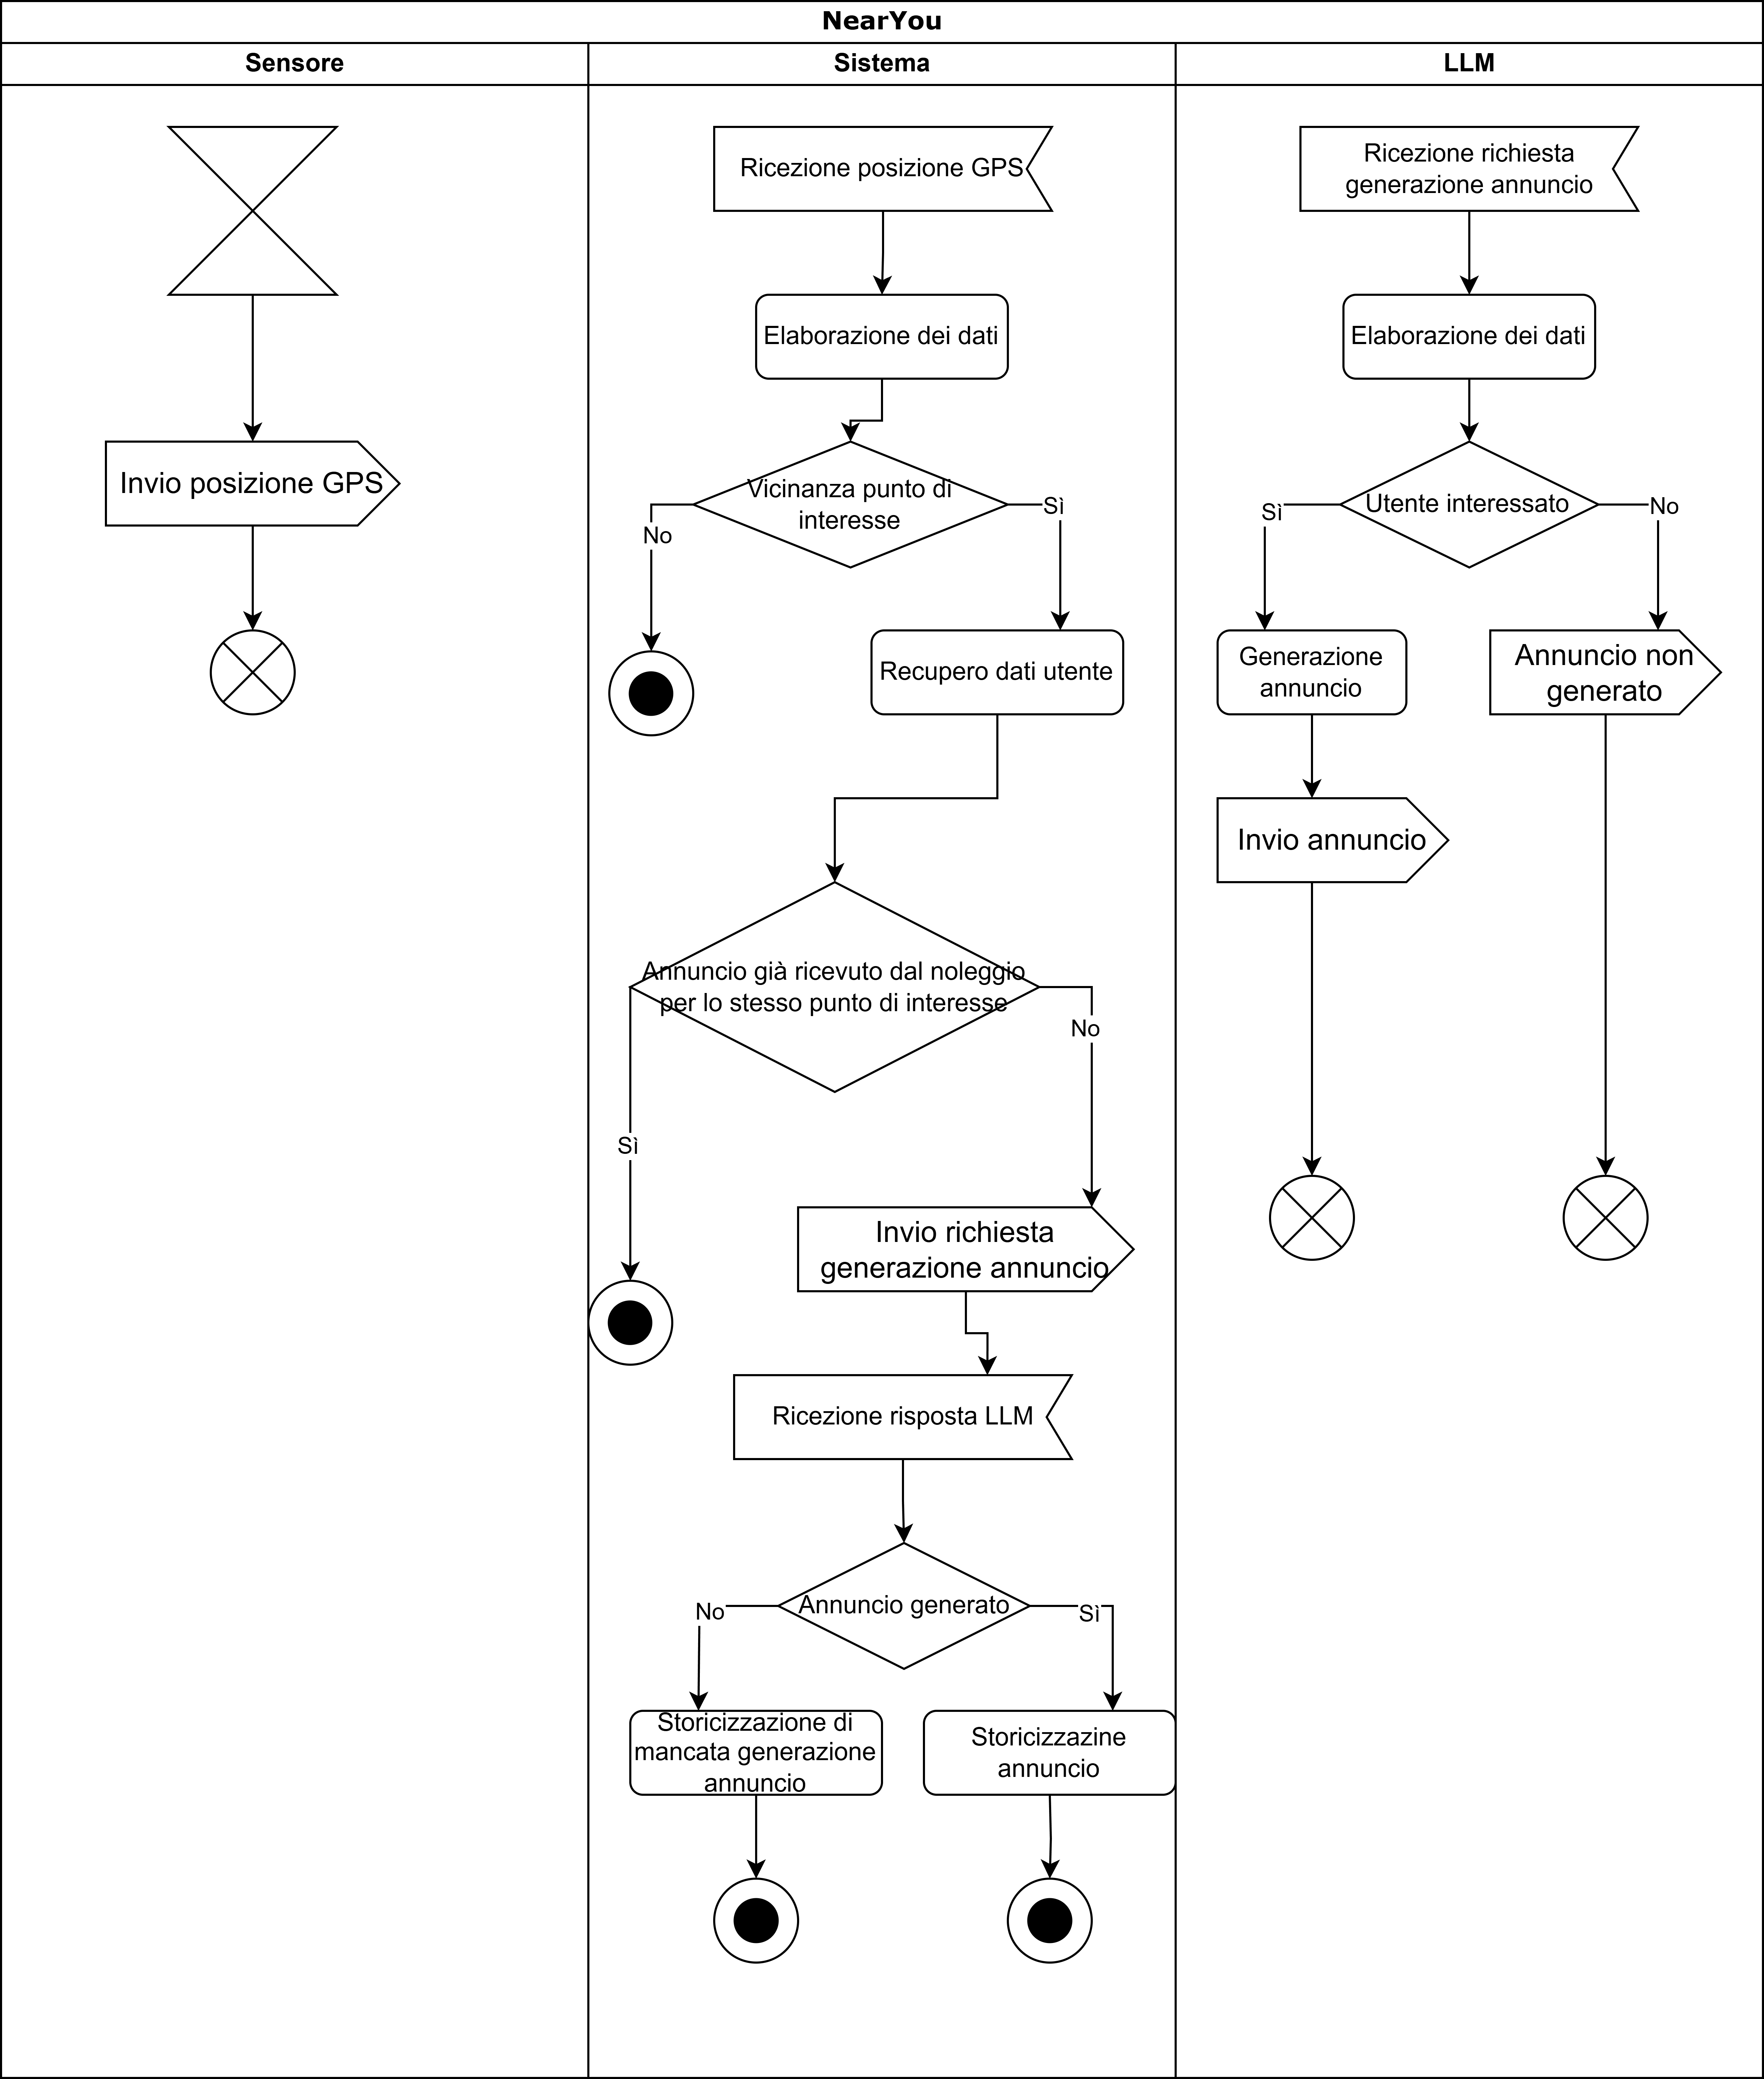 NearYou
Sensore
Sistema
LLM
Invio posizione GPS
Ricezione posizione GPS
Elaborazione dei dati
Vicinanza punto di
interesse
No
Sì
Recupero dati utente
Annuncio già ricevuto dal noleggio
per lo stesso punto di interesse
No
Sì
Invio richiesta
generazione annuncio
Ricezione risposta LLM
Annuncio generato
No
Sì
Storicizzazione di
mancata generazione
annuncio
Storicizzazine
annuncio
Ricezione richiesta
generazione annuncio
Elaborazione dei dati
Utente interessato
Sì
No
Generazione
annuncio
Annuncio non
generato
Invio annuncio